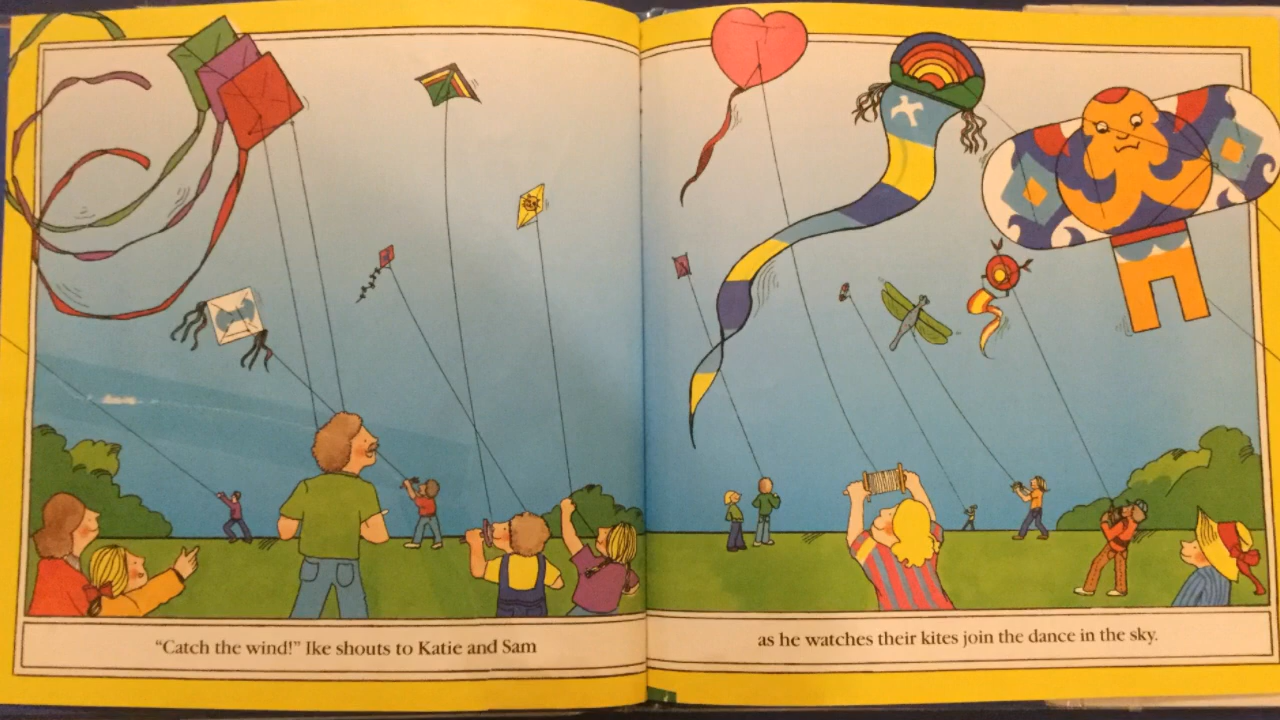 “Catch the wind!” Ike shouts to Katie and Sam
as he watches their kites join the dance in the sky.